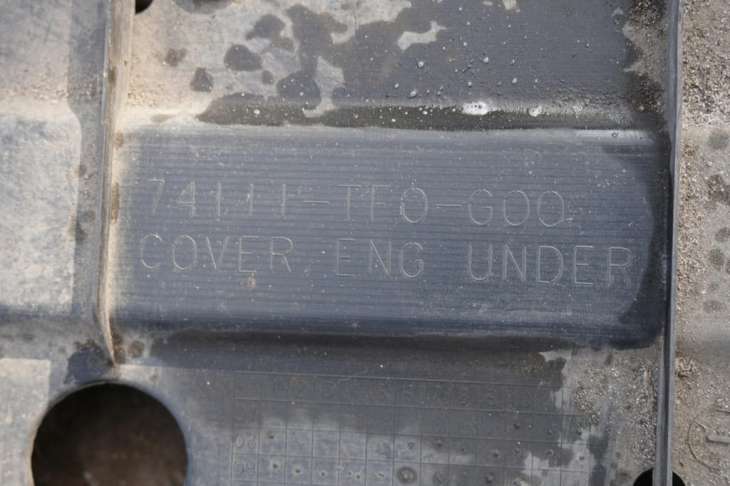 74111-TF0-G00
COVER, ENG UNDER